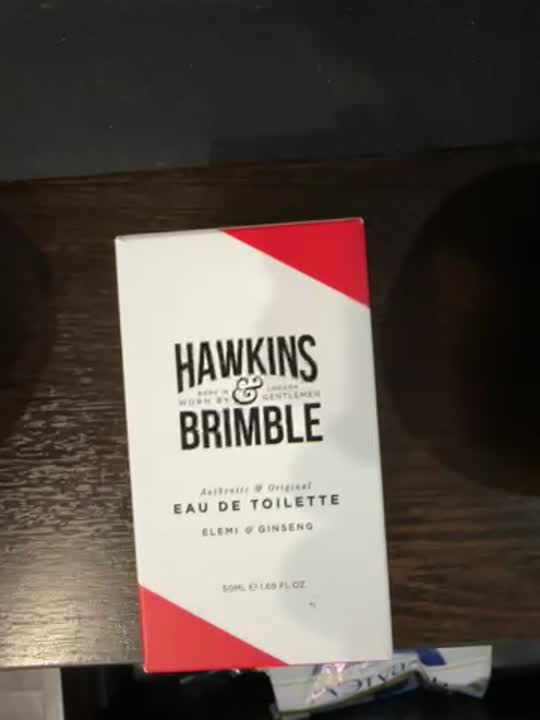 HAWKINS
BORN IN & LONDON
WORN BY GENTLEMEN
BRIMBLE
Authentic & Original
EAU DE TOILETTE
ELEMI & GINSENG
50ML ℮ 1.69 FL OZ